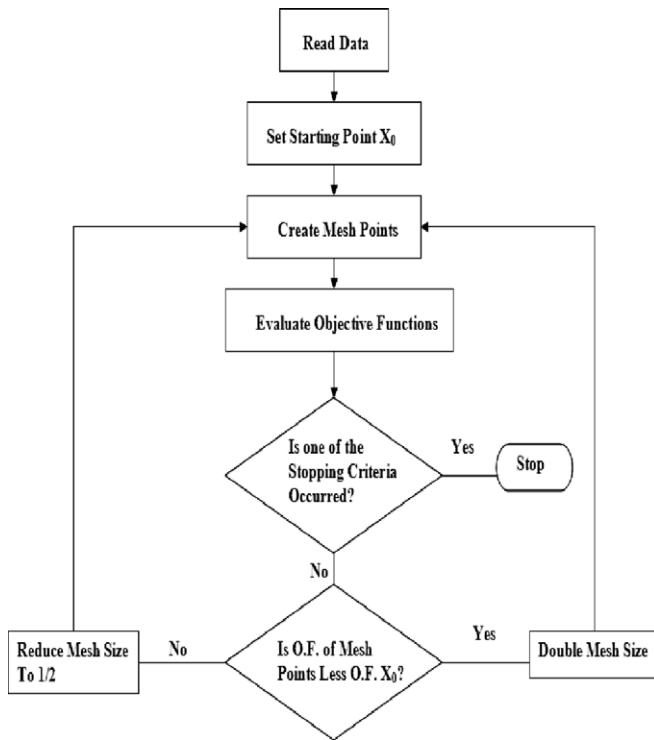 Read Data
Set Starting Point X₀
Create Mesh Points
Evaluate Objective Functions
Is one of the
Stopping Criteria
Occurred?
Yes
Stop
No
Is O.F. of Mesh
Points Less O.F. X₀?
No
Yes
Reduce Mesh Size
To 1/2
Double Mesh Size